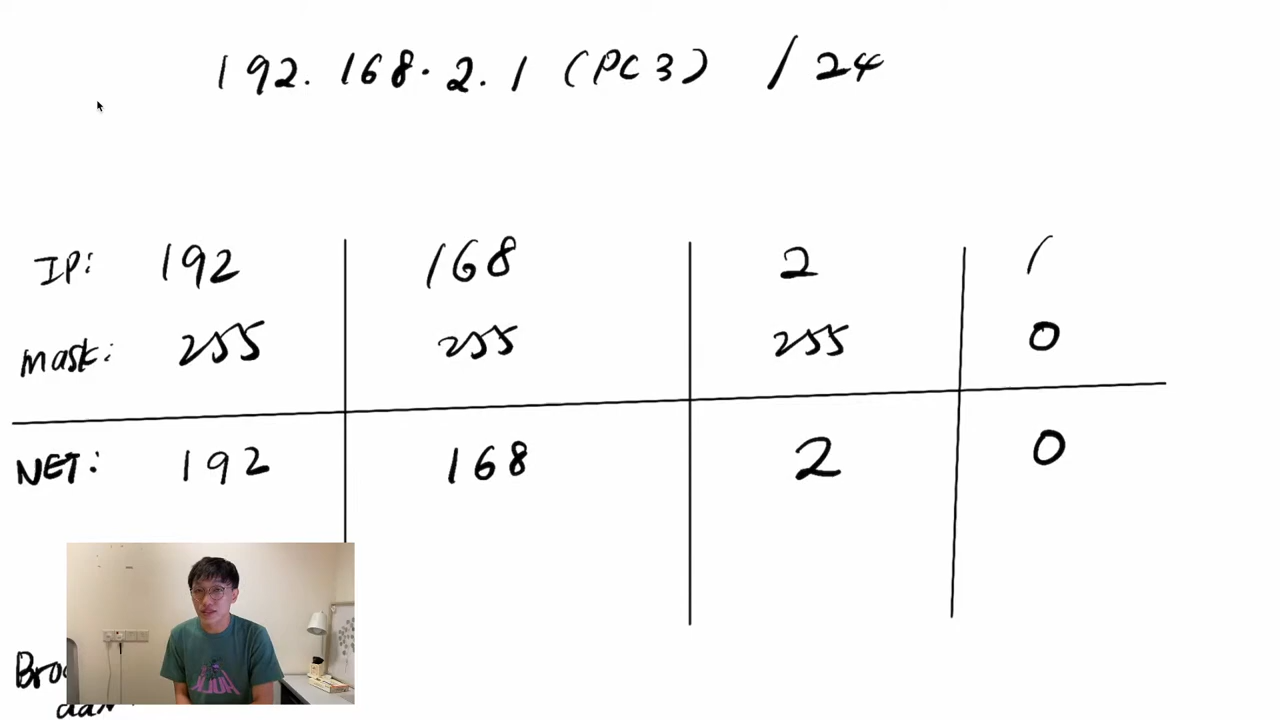 192.168.2.1 (PC3) /24
IP: 192 168 2 1
mask: 255 255 255 0
NET: 192 168 2 0